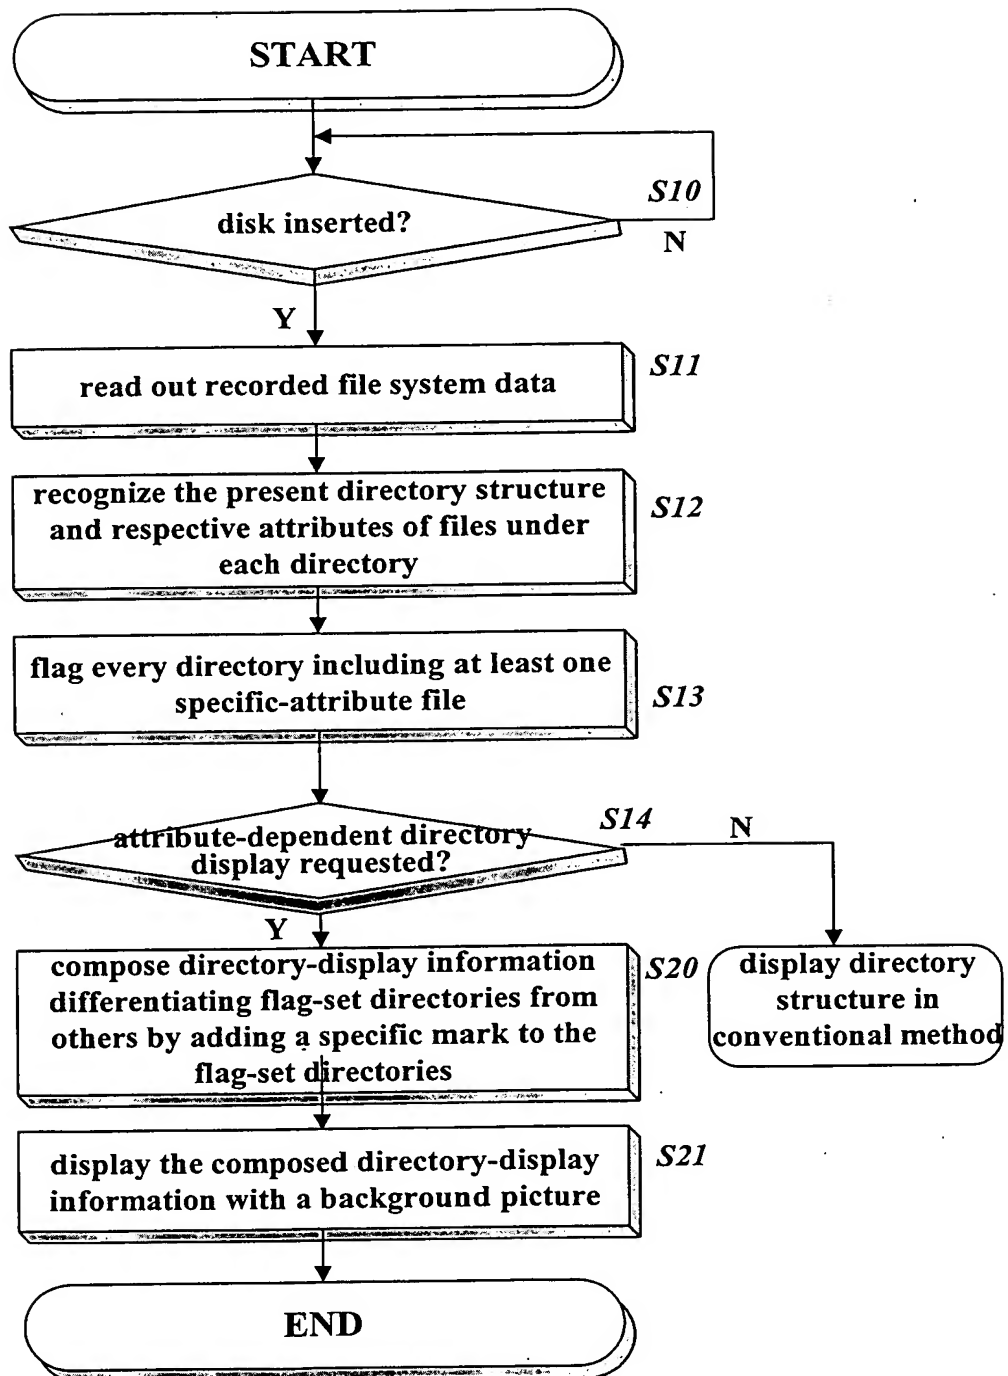 START
disk inserted?
S10
N
Y
read out recorded file system data
S11
recognize the present directory structure
and respective attributes of files under
each directory
S12
flag every directory including at least one
specific-attribute file
S13
attribute-dependent directory
display requested?
S14
N
Y
compose directory-display information
differentiating flag-set directories from
others by adding a specific mark to the
flag-set directories
S20
display directory
structure in
conventional method
display the composed directory-display
information with a background picture
S21
END